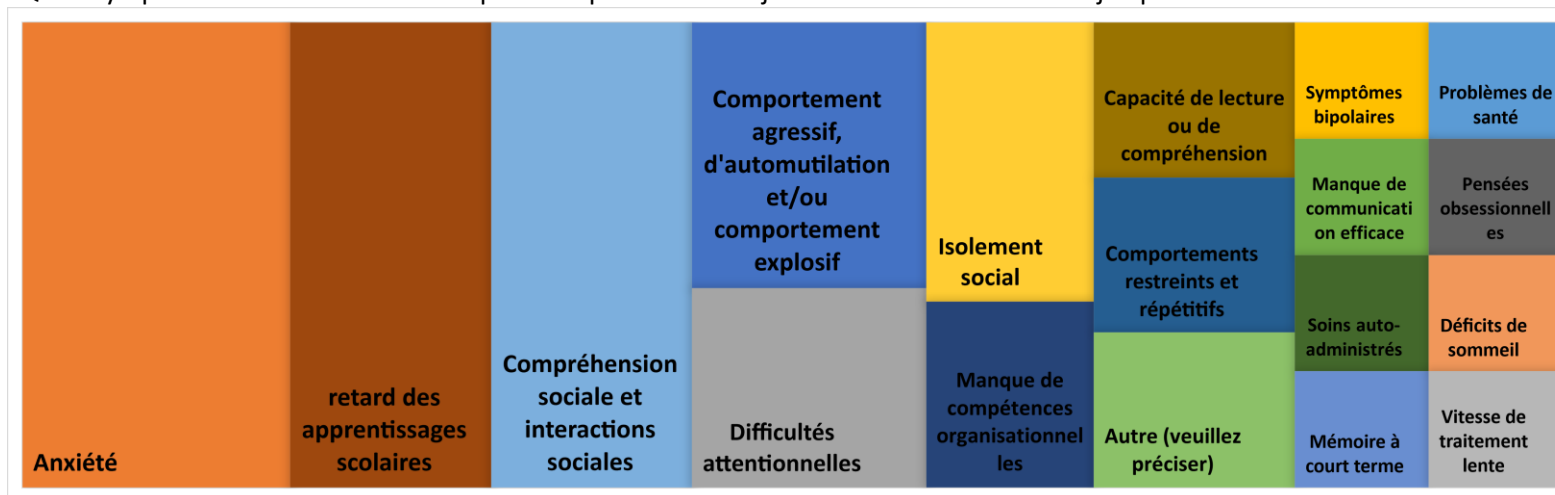 Anxiété
retard des
apprentissages
scolaires
Compréhension
sociale et
interactions
sociales
Comportement
agressif,
d'automutilation
et/ou
comportement
explosif
Difficultés
attentionnelles
Isolement
social
Manque de
compétences
organisationnel
les
Capacité de lecture
ou de
compréhension
Comportements
restreints et
répétitifs
Autre (veuillez
préciser)
Symptômes
bipolaires
Manque de
communicati
on efficace
Soins auto-
administrés
Mémoire à
court terme
Problèmes de
santé
Pensées
obsessionnell
es
Déficits de
sommeil
Vitesse de
traitement
lente